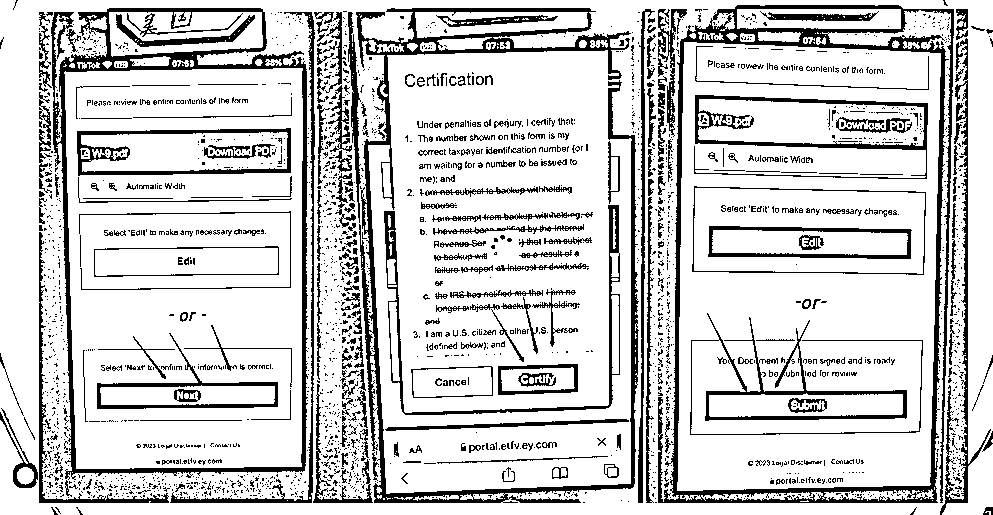 TikTok
07:53
38%
Please review the entire contents of the form
W-9.pdf
Download PDF
Automatic Width
Select 'Edit' to make any necessary changes.
Edit
- or -
Select 'Next' to confirm the information is correct.
Next
© 2023 Legal Disclaimer | Contact Us
portal.etfv.ey.com
TikTok
07:53
38%
Certification
Under penalties of perjury, I certify that:
1. The number shown on this form is my
correct taxpayer identification number (or I
am waiting for a number to be issued to
me); and
2. I am not subject to backup withholding
because:
a. I am exempt from backup withholding, or
b. I have not been notified by the Internal
Revenue Ser ) that I am subject
to backup wit as a result of a
failure to report all interest or dividends,
or
c. the IRS has notified me that I am no
longer subject to backup withholding;
and
3. I am a U.S. citizen or other U.S. person
(defined below); and
Cancel
Certify
AA
portal.etfv.ey.com
TikTok
07:54
38%
Please review the entire contents of the form.
W-9.pdf
Download PDF
Automatic Width
Select 'Edit' to make any necessary changes.
Edit
-or-
Your Document has been signed and is ready
to be submitted for review
Submit
© 2023 Legal Disclaimer | Contact Us
portal.etfv.ey.com